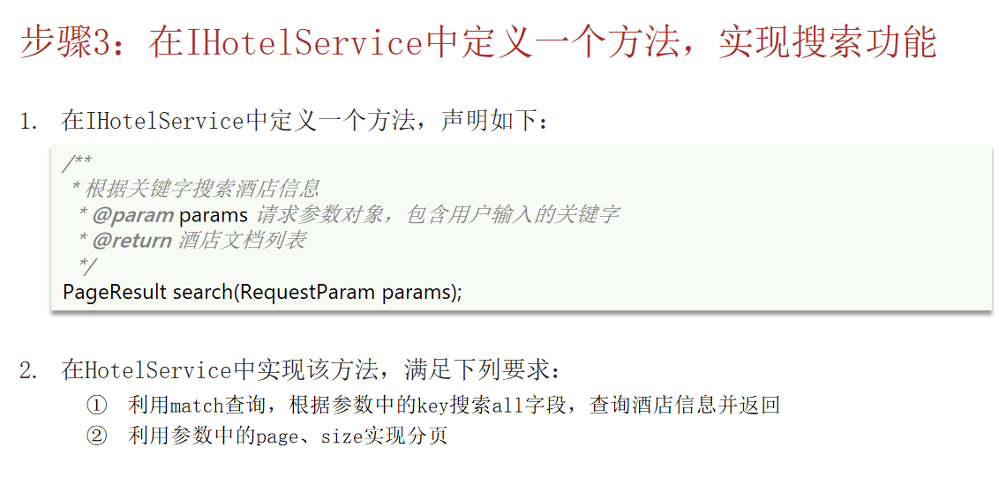 步骤3：在IHotelService中定义一个方法，实现搜索功能
1. 在IHotelService中定义一个方法，声明如下：
/**
* 根据关键字搜索酒店信息
* @param params 请求参数对象，包含用户输入的关键字
* @return 酒店文档列表
*/
PageResult search(RequestParam params);
2. 在HotelService中实现该方法，满足下列要求：
① 利用match查询，根据参数中的key搜索all字段，查询酒店信息并返回
② 利用参数中的page、size实现分页